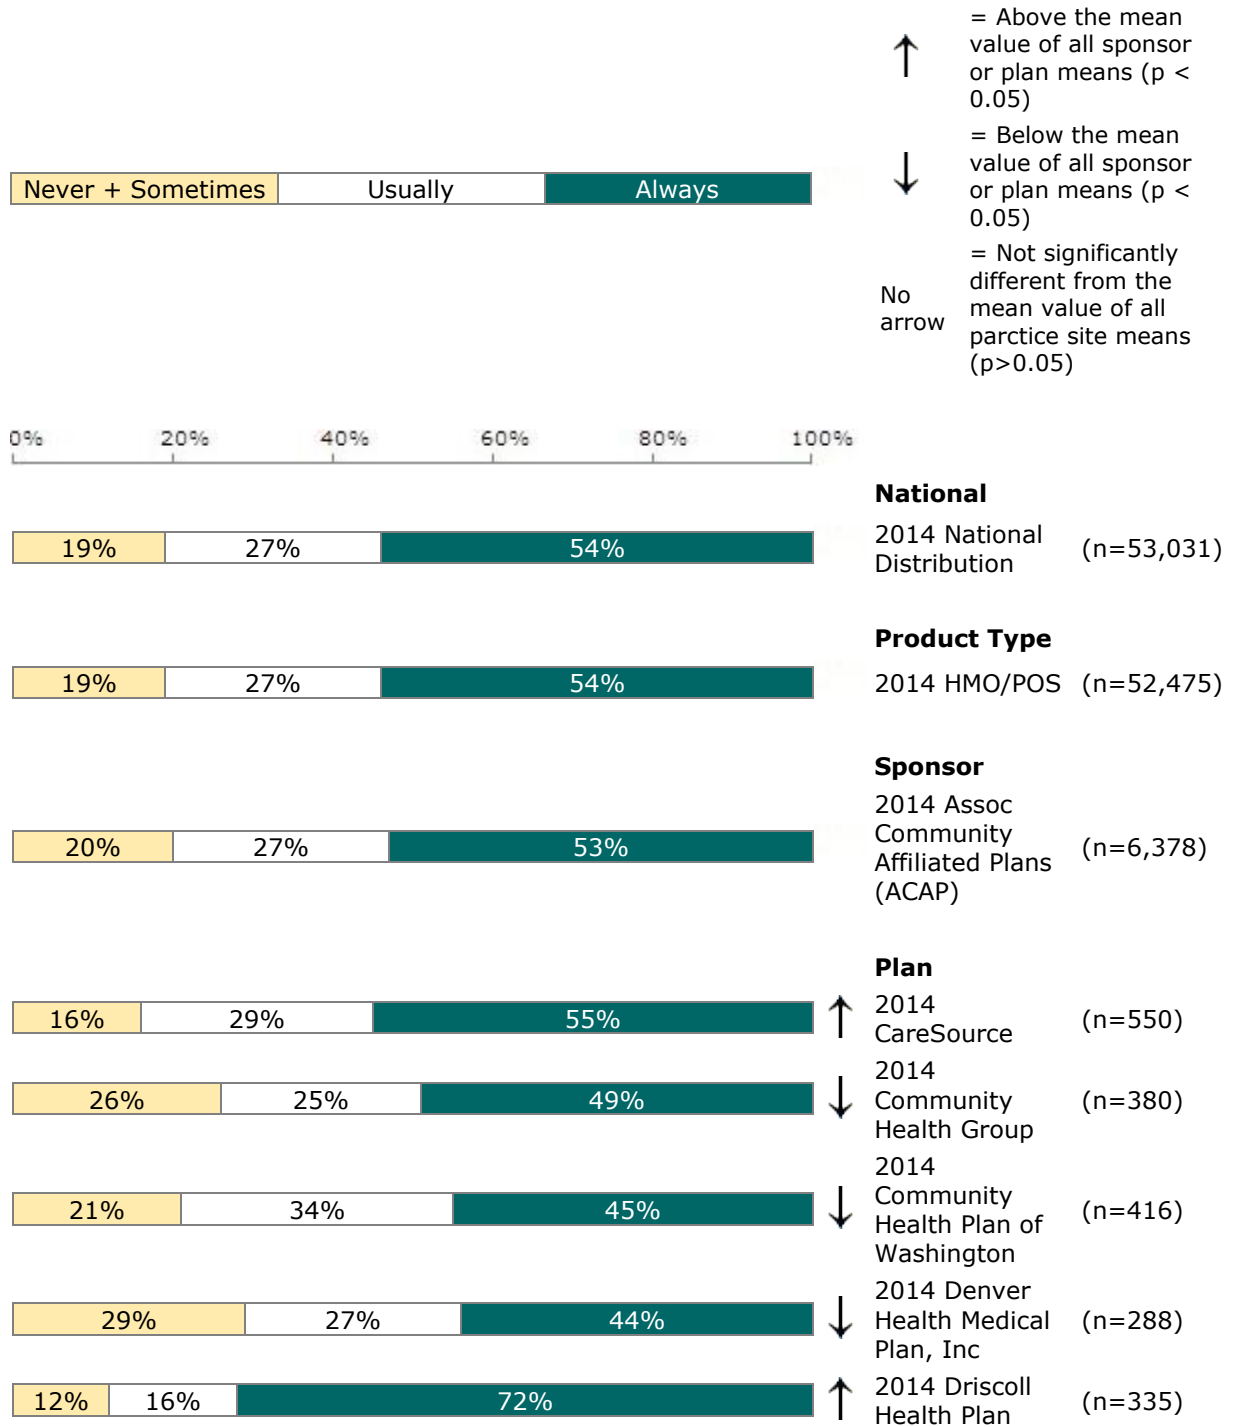 = Above the mean
value of all sponsor
or plan means (p <
0.05)
= Below the mean
value of all sponsor
or plan means (p <
0.05)
Never + Sometimes Usually Always
= Not significantly
different from the
mean value of all
parctice site means
(p>0.05)
No
arrow
0% 20% 40% 60% 80% 100%
National
19% 27% 54%
2014 National
Distribution
(n=53,031)
Product Type
19% 27% 54%
2014 HMO/POS (n=52,475)
Sponsor
20% 27% 53%
2014 Assoc
Community
Affiliated Plans
(ACAP)
(n=6,378)
Plan
16% 29% 55%
2014
CareSource
(n=550)
26% 25% 49%
2014
Community
Health Group
(n=380)
21% 34% 45%
2014
Community
Health Plan of
Washington
(n=416)
29% 27% 44%
2014 Denver
Health Medical
Plan, Inc
(n=288)
12% 16% 72%
2014 Driscoll
Health Plan
(n=335)